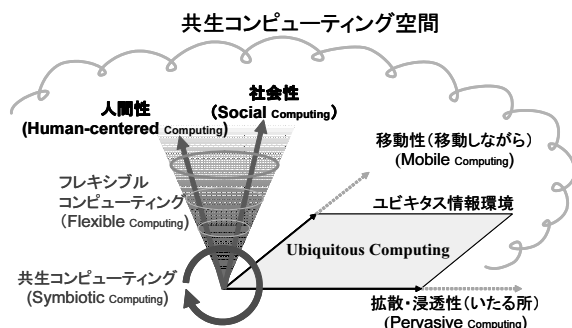 共生コンピューティング空間
人間性
(Human-centered Computing)
社会性
(Social Computing)
移動性(移動しながら)
(Mobile Computing)
フレキシブル
コンピューティング
(Flexible Computing)
ユビキタス情報環境
Ubiquitous Computing
共生コンピューティング
(Symbiotic Computing)
拡散・浸透性(いたる所)
(Pervasive Computing)